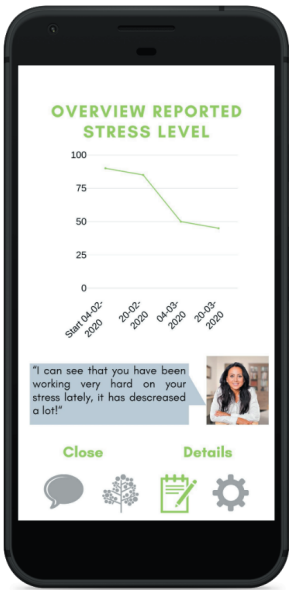 OVERVIEW REPORTED
STRESS LEVEL
100
75
50
25
0
Start 04-02-
2020
20-02-
2020
04-03-
2020
20-03-
2020
“I can see that you have been
working very hard on your
stress lately, it has descreased
a lot!“
Close
Details